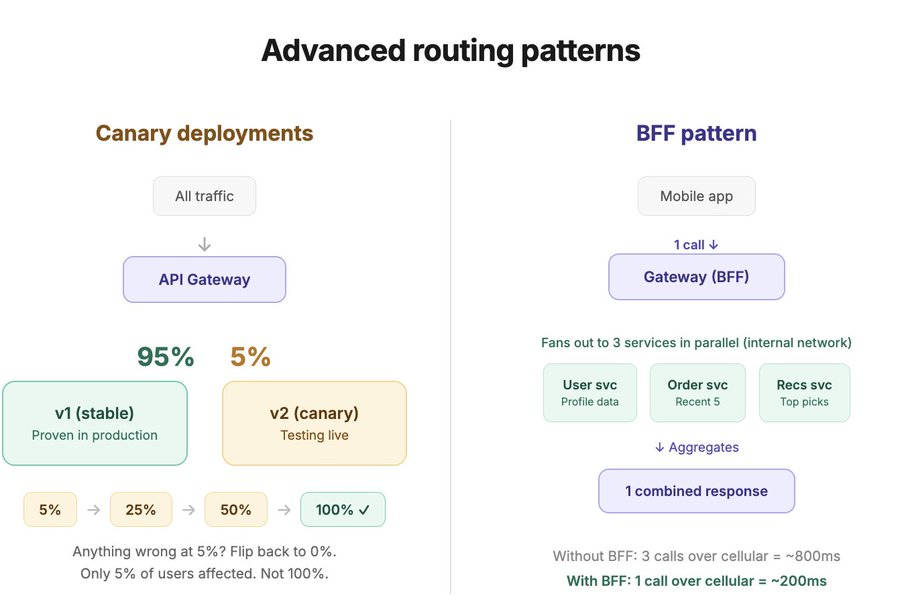 Advanced routing patterns
Canary deployments
All traffic
↓
API Gateway
95% 5%
v1 (stable)
Proven in production
v2 (canary)
Testing live
5% → 25% → 50% → 100% ✓
Anything wrong at 5%? Flip back to 0%.
Only 5% of users affected. Not 100%.
BFF pattern
Mobile app
1 call ↓
Gateway (BFF)
Fans out to 3 services in parallel (internal network)
User svc
Profile data
Order svc
Recent 5
Recs svc
Top picks
↓ Aggregates
1 combined response
Without BFF: 3 calls over cellular = ~800ms
With BFF: 1 call over cellular = ~200ms